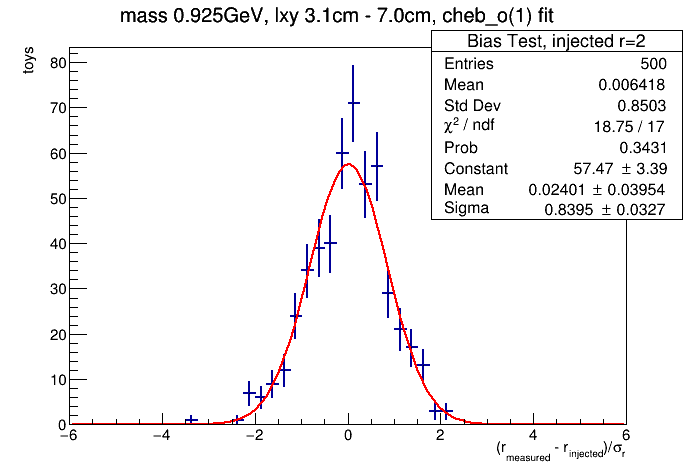 mass 0.925GeV, lxy 3.1cm - 7.0cm, cheb_o(1) fit
toys
Bias Test, injected r=2
Entries 500
Mean 0.006418
Std Dev 0.8503
χ² / ndf 18.75 / 17
Prob 0.3431
Constant 57.47 ± 3.39
Mean 0.02401 ± 0.03954
Sigma 0.8395 ± 0.0327
80
70
60
50
40
30
20
10
0
−6 −4 −2 0 2 4 6
(r_measured - r_injected)/σ_r